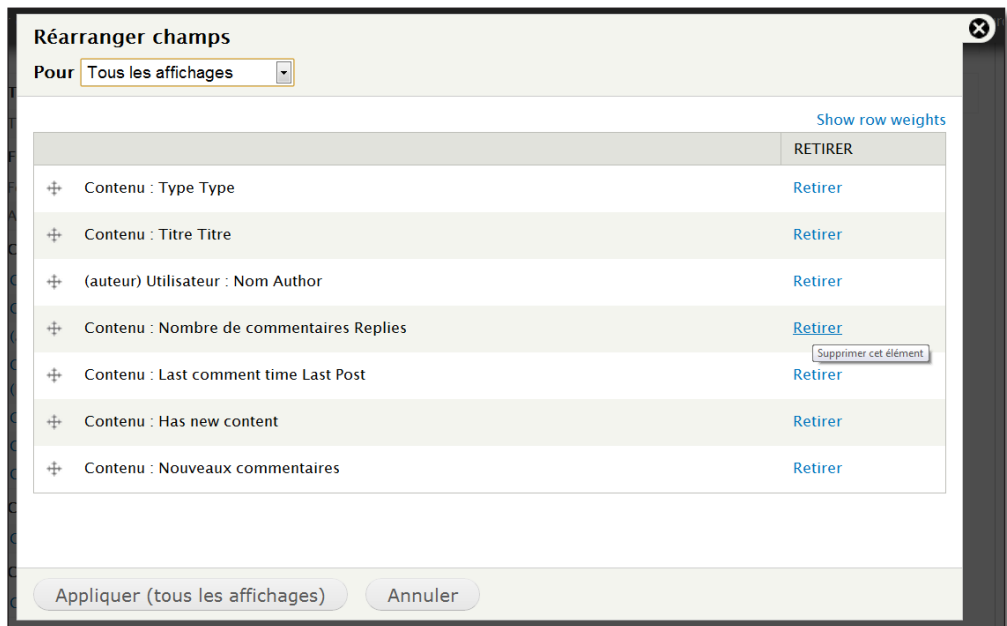 Réarranger champs
Pour Tous les affichages
Show row weights
RETIRER
Contenu : Type Type Retirer
Contenu : Titre Titre Retirer
(auteur) Utilisateur : Nom Author Retirer
Contenu : Nombre de commentaires Replies Retirer
Supprimer cet élément
Contenu : Last comment time Last Post Retirer
Contenu : Has new content Retirer
Contenu : Nouveaux commentaires Retirer
Appliquer (tous les affichages) Annuler